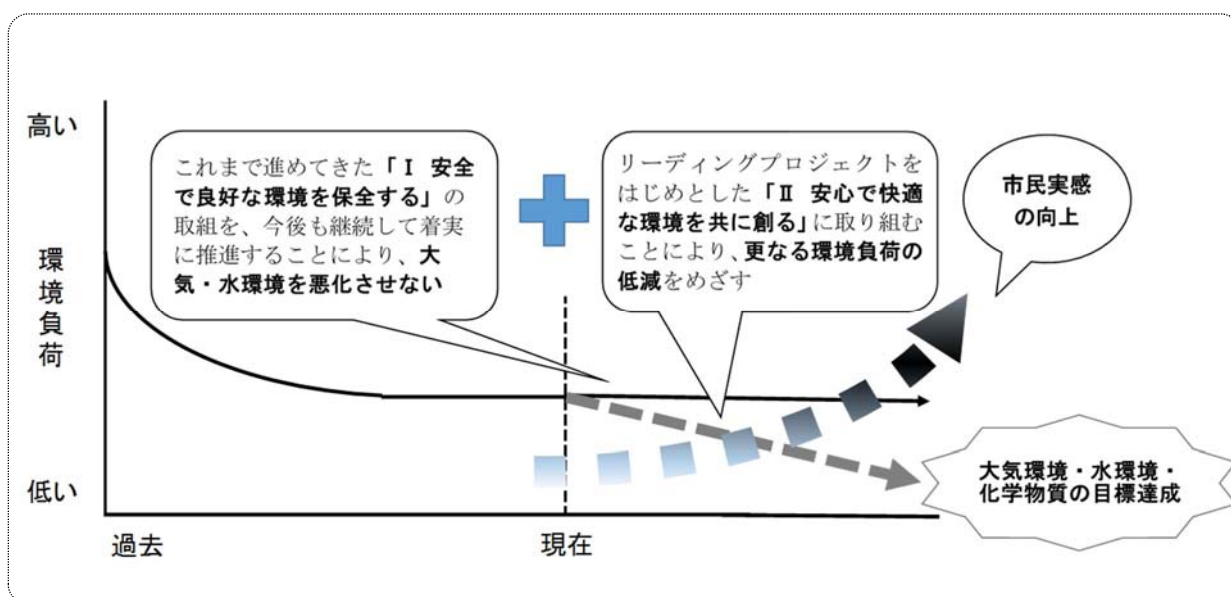 高い
環境負荷
低い
過去
現在
これまで進めてきた「Ⅰ 安全
で良好な環境を保全する」の
取組を、今後も継続して着実
に推進することにより、大
気・水環境を悪化させない
リーディングプロジェクトを
はじめとした「Ⅱ 安心で快適
な環境を共に創る」に取り組む
ことにより、更なる環境負荷の
低減をめざす
市民実感
の向上
大気環境・水環境・
化学物質の目標達成